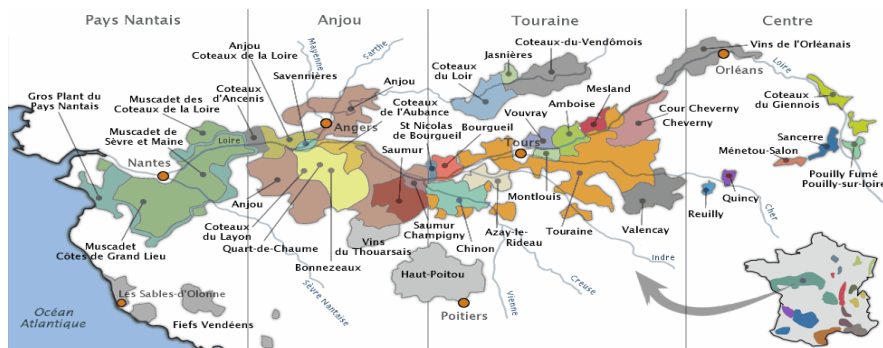 Pays Nantais
Anjou
Touraine
Centre
Mayenne
Sarthe
Anjou
Coteaux de la Loire
Savennières
Coteaux
d'Ancenis
Gros Plant du
Pays Nantais
Muscadet des
Coteaux de la Loire
Muscadet de
Sèvre et Maine
Loire
Nantes
Angers
Anjou
Coteaux
de l'Aubance
St Nicolas
de Bourgueil
Bourgueil
Saumur
Muscadet
Côtes de Grand Lieu
Anjou
Coteaux
du Layon
Quart-de-Chaume
Bonnezeaux
Vins
du Thouarsais
Saumur
Champigny
Sèvre Nantaise
Les Sables-d'Olonne
Fiefs Vendéens
Océan
Atlantique
Haut-Poitou
Poitiers
Coteaux
du Loir
Jasnières
Coteaux-du-Vendômois
Vouvray
Amboise
Mesland
Cour Cheverny
Cheverny
Tours
Montlouis
Chinon
Azay-le-
Rideau
Touraine
Valencay
Vienne
Creuse
Indre
Cher
Vins de l'Orléanais
Orléans
Loire
Coteaux
du Giennois
Sancerre
Ménetou-Salon
Pouilly Fumé
Pouilly-sur-loire
Quincy
Reuilly